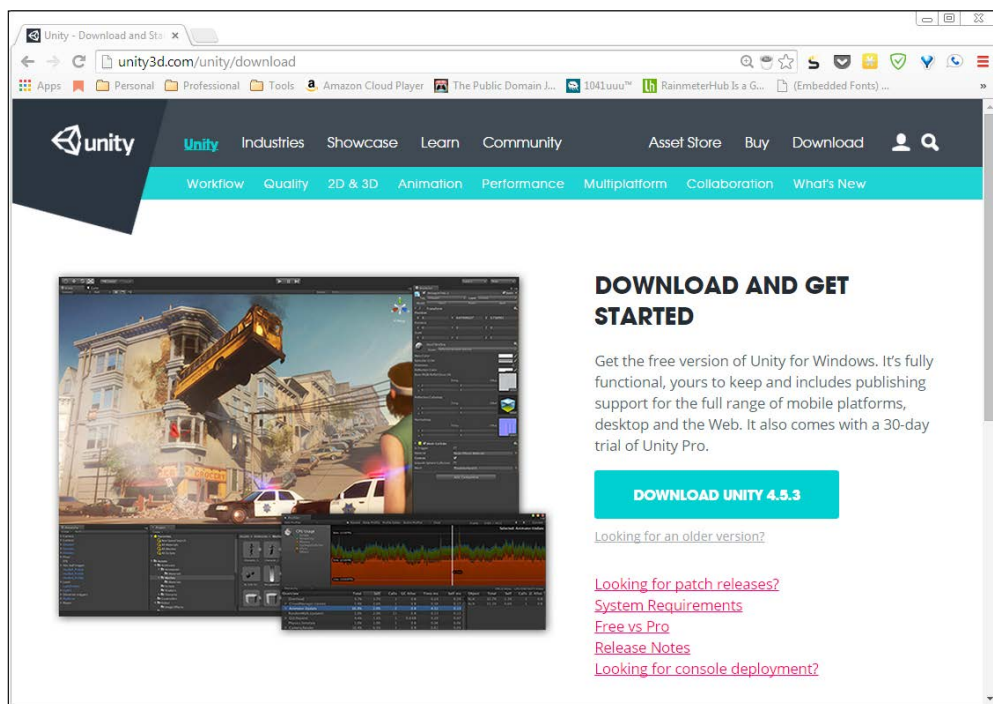 Unity - Download and Sta
unity3d.com/unity/download
Apps Personal Professional Tools Amazon Cloud Player The Public Domain J... 1041uuu™ RainmeterHub Is a G... (Embedded Fonts) ... »
unity Unity Industries Showcase Learn Community Asset Store Buy Download
Workflow Quality 2D & 3D Animation Performance Multiplatform Collaboration What's New
DOWNLOAD AND GET
STARTED
Get the free version of Unity for Windows. It's fully
functional, yours to keep and includes publishing
support for the full range of mobile platforms,
desktop and the Web. It also comes with a 30-day
trial of Unity Pro.
DOWNLOAD UNITY 4.5.3
Looking for an older version?
Looking for patch releases?
System Requirements
Free vs Pro
Release Notes
Looking for console deployment?